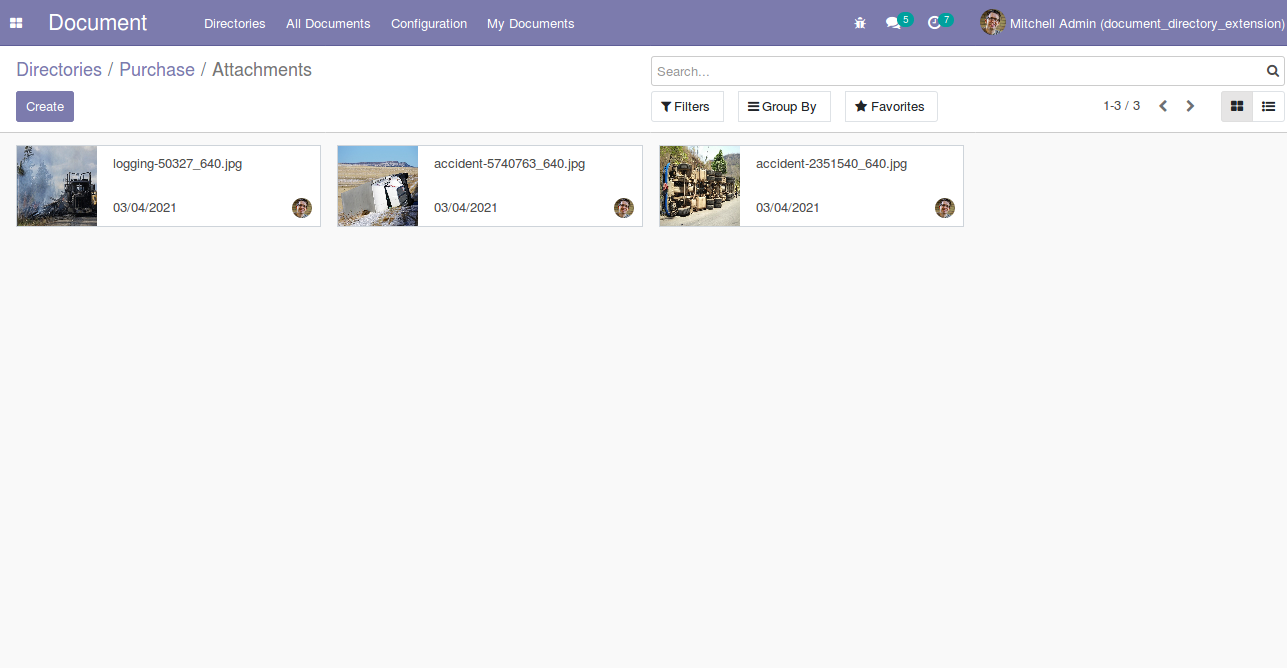 Document Directories All Documents Configuration My Documents 5 7 Mitchell Admin (document_directory_extension)
Directories / Purchase / Attachments
Search...
Create
Filters Group By Favorites 1-3 / 3
logging-50327_640.jpg
03/04/2021
accident-5740763_640.jpg
03/04/2021
accident-2351540_640.jpg
03/04/2021